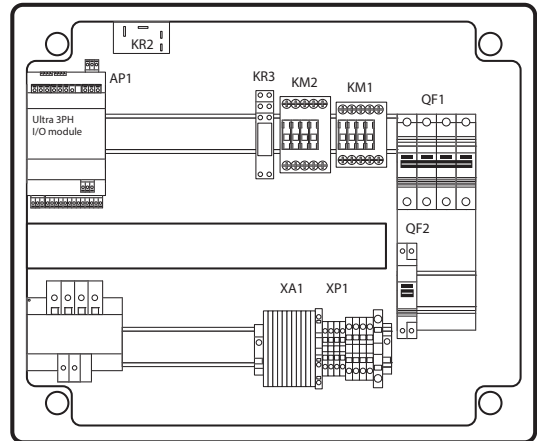 KR2
AP1
KR3
KM2
KM1
QF1
Ultra 3PH
I/O module
QF2
XA1
XP1